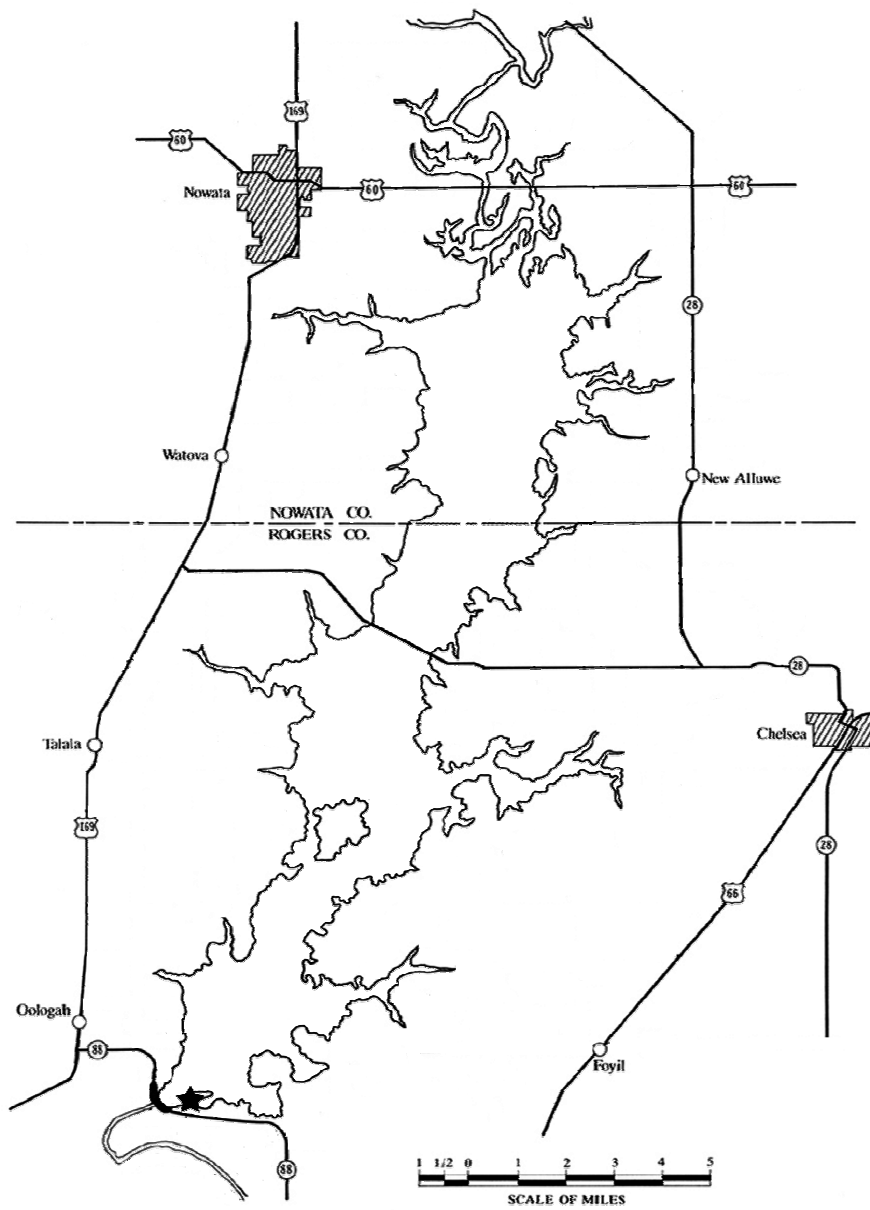 169
60
Nowata
60
60
28
Watova
New Alluwe
NOWATA CO.
ROGERS CO.
28
Chelsea
Talala
169
28
66
Oologah
88
Foyil
88
1 1/2 0 1 2 3 4 5
SCALE OF MILES